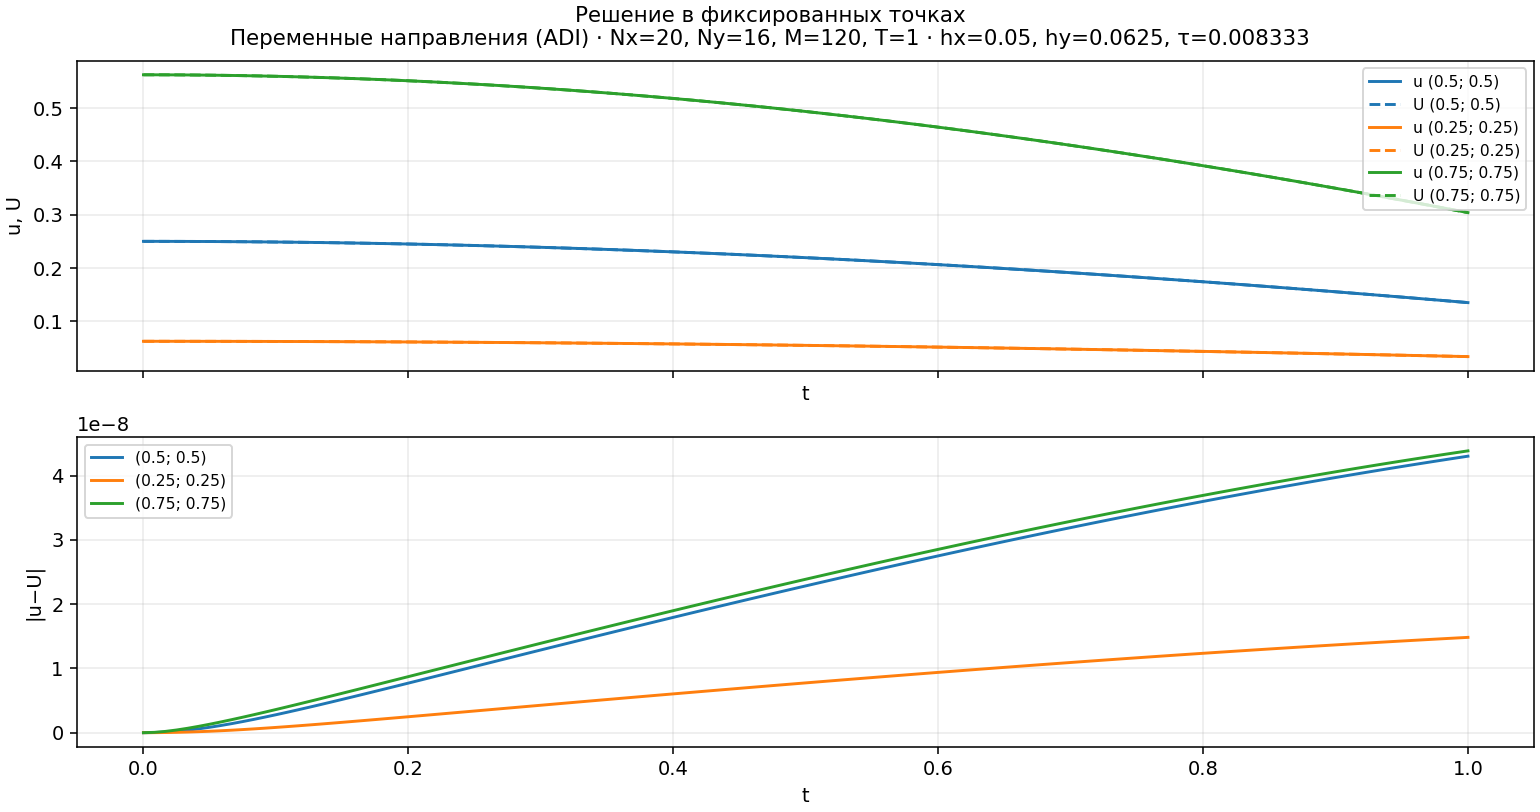 Решение в фиксированных точках
Переменные направления (ADI) · Nx=20, Ny=16, M=120, T=1 · hx=0.05, hy=0.0625, τ=0.008333
u, U
0.5
0.4
0.3
0.2
0.1
u (0.5; 0.5)
U (0.5; 0.5)
u (0.25; 0.25)
U (0.25; 0.25)
u (0.75; 0.75)
U (0.75; 0.75)
t
1e−8
|u−U|
4
3
2
1
0
(0.5; 0.5)
(0.25; 0.25)
(0.75; 0.75)
0.0 0.2 0.4 0.6 0.8 1.0
t